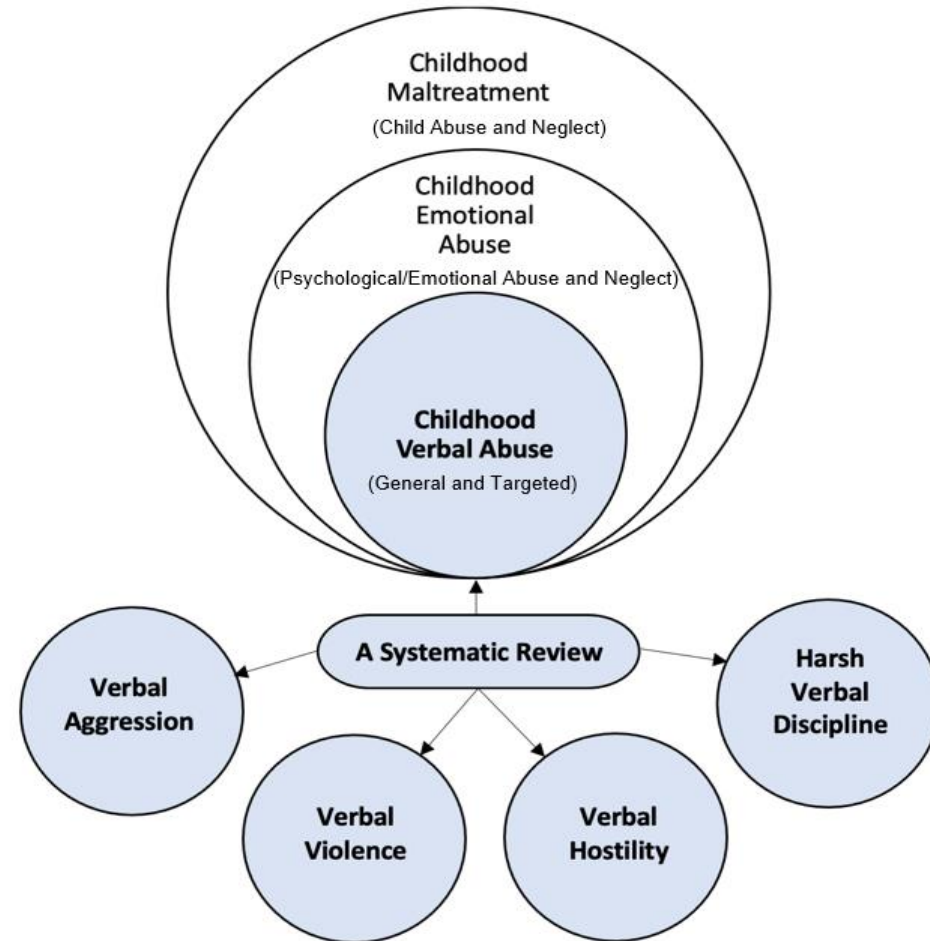 Childhood
Maltreatment
(Child Abuse and Neglect)
Childhood
Emotional
Abuse
(Psychological/Emotional Abuse and Neglect)
Childhood
Verbal Abuse
(General and Targeted)
A Systematic Review
Verbal
Aggression
Verbal
Violence
Verbal
Hostility
Harsh
Verbal
Discipline